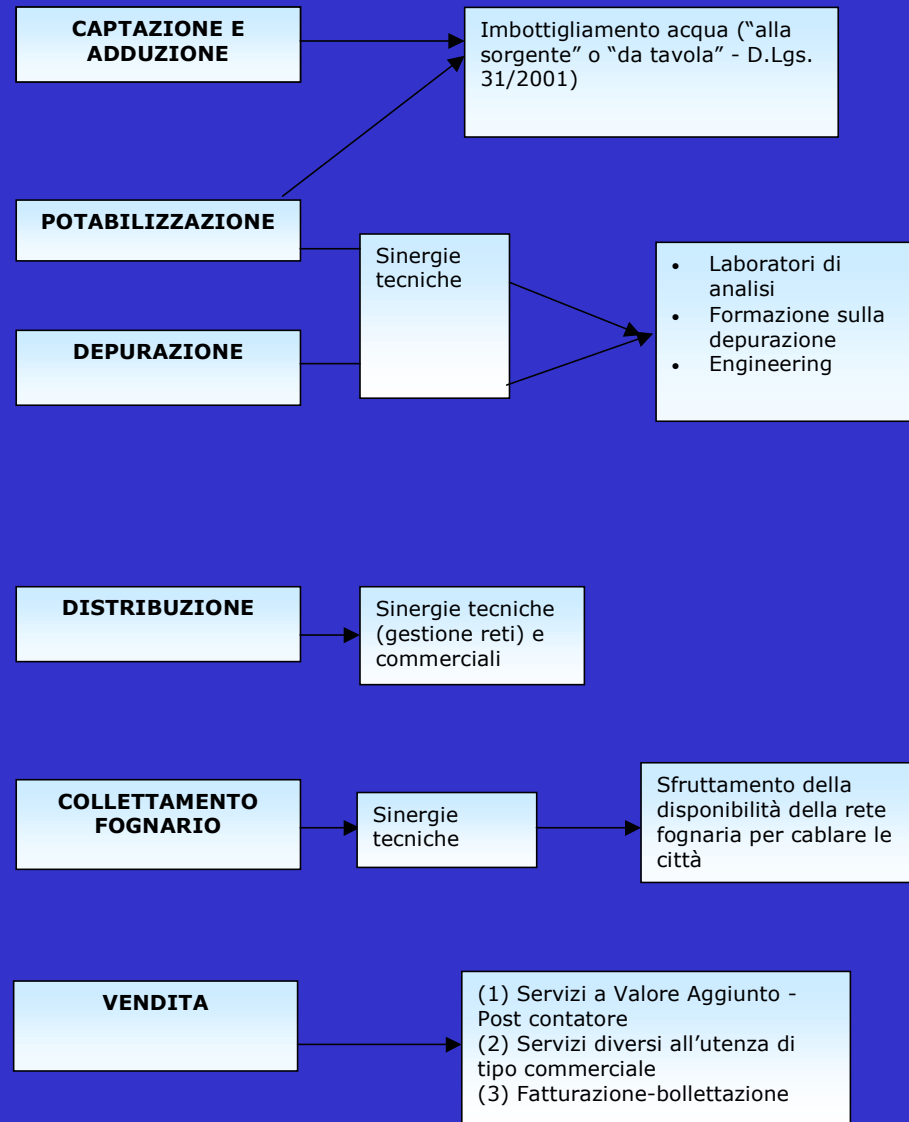 CAPTAZIONE E
ADDUZIONE
Imbottigliamento acqua (“alla
sorgente” o “da tavola” - D.Lgs.
31/2001)
POTABILIZZAZIONE
Sinergie
tecniche
• Laboratori di
analisi
• Formazione sulla
depurazione
• Engineering
DEPURAZIONE
DISTRIBUZIONE
Sinergie tecniche
(gestione reti) e
commerciali
COLLETTAMENTO
FOGNARIO
Sinergie
tecniche
Sfruttamento della
disponibilità della rete
fognaria per cablare le
città
VENDITA
(1) Servizi a Valore Aggiunto -
Post contatore
(2) Servizi diversi all’utenza di
tipo commerciale
(3) Fatturazione-bollettazione